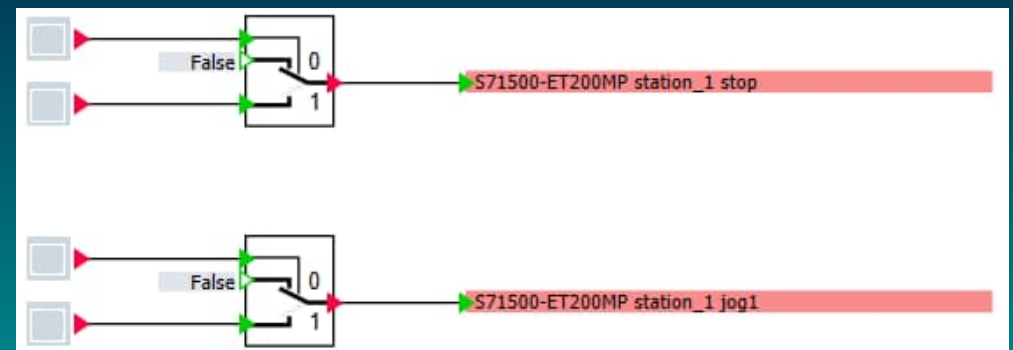 0
False
S71500-ET200MP station_1 stop
1
0
False
S71500-ET200MP station_1 jog1
1